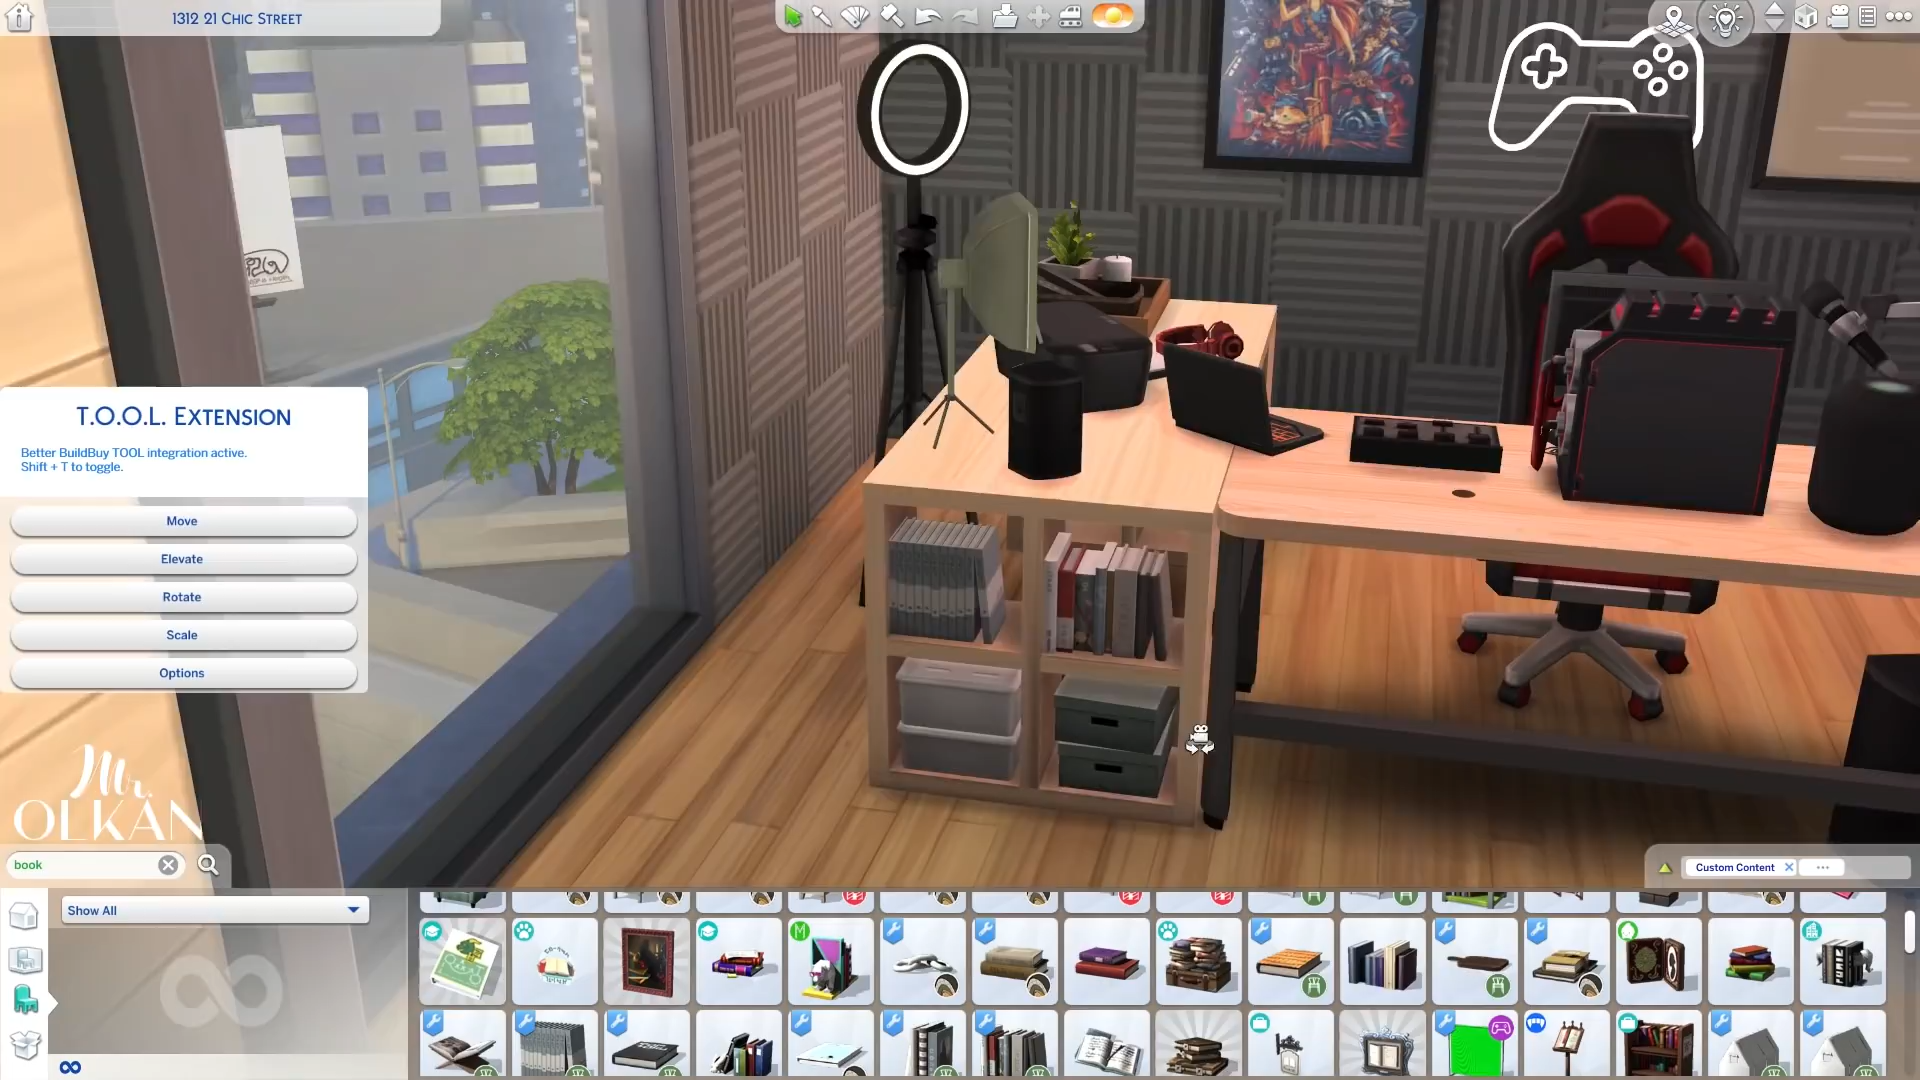 1312 21 Chic Street
T.O.O.L. Extension
Better BuildBuy TOOL integration active.
Shift + T to toggle.
Move
Elevate
Rotate
Scale
Options
Mr.
OLKAN
book
Custom Content
Show All